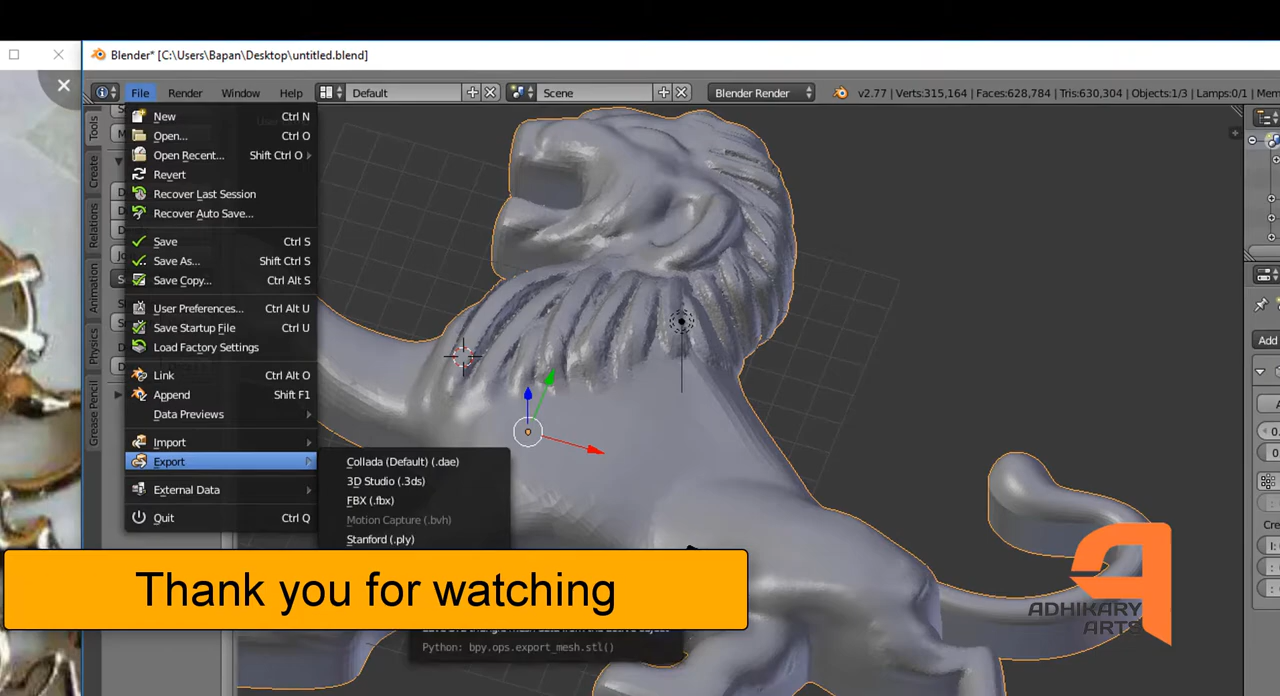 Blender* [C:\Users\Bapan\Desktop\untitled.blend]
File Render Window Help Default Scene Blender Render v2.77 | Verts:315,164 | Faces:628,784 | Tris:630,304 | Objects:1/3 | Lamps:0/1 | Mem
New Ctrl N
Open... Ctrl O
Open Recent... Shift Ctrl O
Revert
Recover Last Session
Recover Auto Save...
Save Ctrl S
Save As... Shift Ctrl S
Save Copy... Ctrl Alt S
User Preferences... Ctrl Alt U
Save Startup File Ctrl U
Load Factory Settings
Link Ctrl Alt O
Append Shift F1
Data Previews
Import
Export
External Data
Quit Ctrl Q
Collada (Default) (.dae)
3D Studio (.3ds)
FBX (.fbx)
Motion Capture (.bvh)
Stanford (.ply)
Tools
Create
Relations
Animation
Physics
Grease Pencil
Add
Thank you for watching
Python: bpy.ops.export_mesh.stl()
ADHIKARY
ARTS